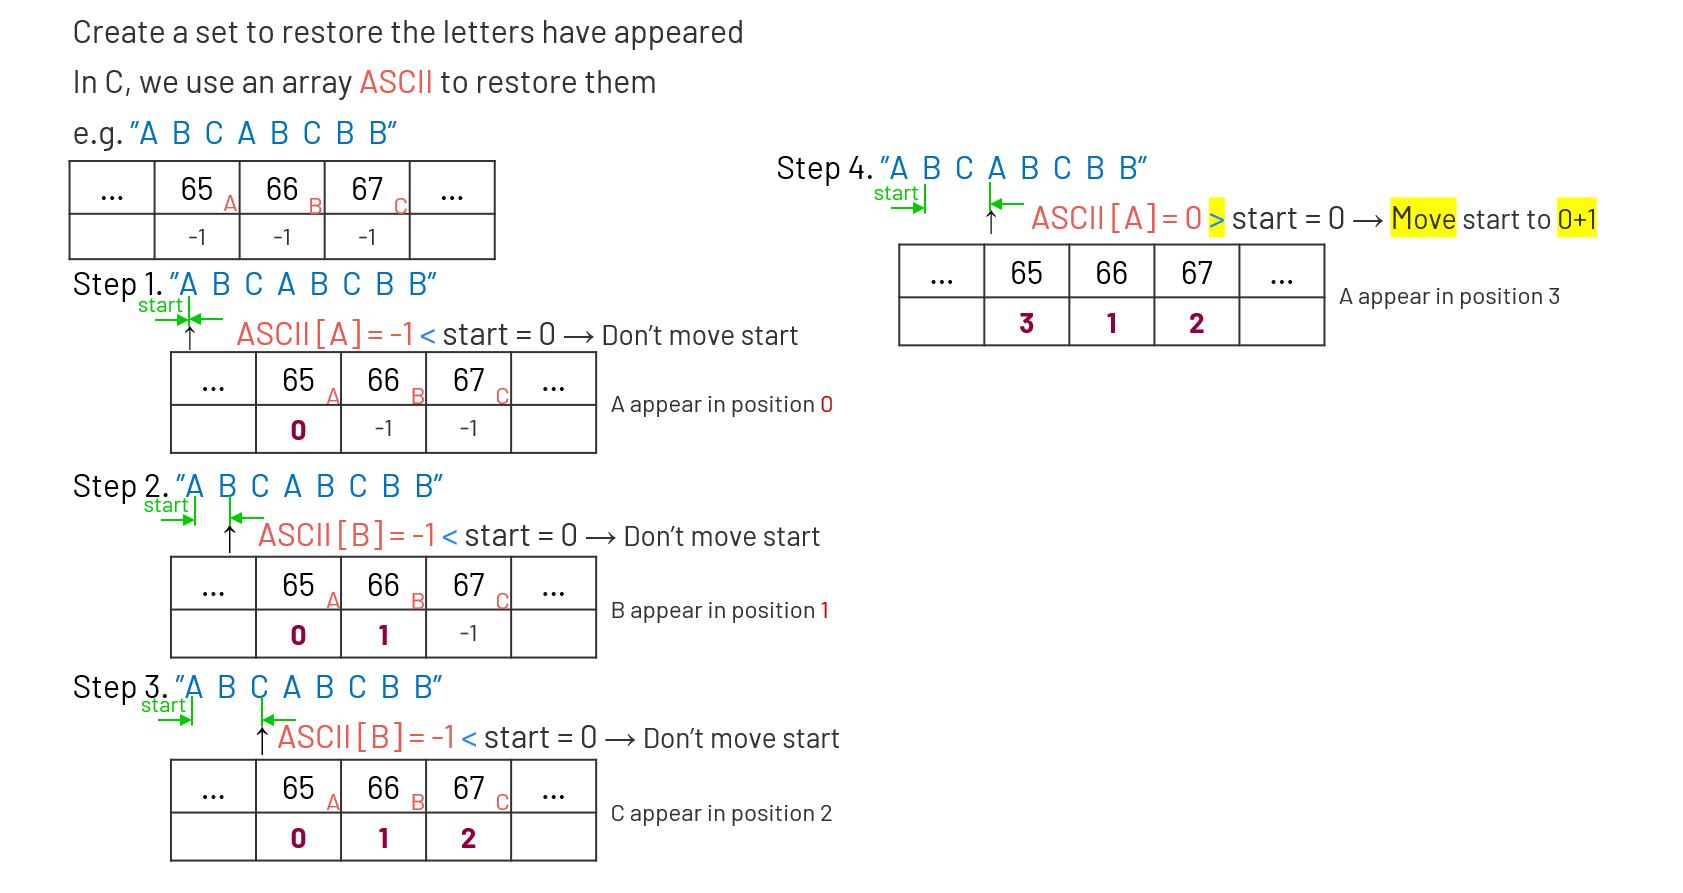 Create a set to restore the letters have appeared
In C, we use an array ASCII to restore them
e.g. "A B C A B C B B"
... 65 A 66 B 67 C ...
-1 -1 -1
Step 1. "A B C A B C B B"
start
↑ ASCII [A] = -1 < start = 0 → Don't move start
... 65 A 66 B 67 C ...
0 -1 -1
A appear in position 0
Step 2. "A B C A B C B B"
start
↑ ASCII [B] = -1 < start = 0 → Don't move start
... 65 A 66 B 67 C ...
0 1 -1
B appear in position 1
Step 3. "A B C A B C B B"
start
↑ ASCII [B] = -1 < start = 0 → Don't move start
... 65 A 66 B 67 C ...
0 1 2
C appear in position 2
Step 4. "A B C A B C B B"
start
↑ ASCII [A] = 0 > start = 0 → Move start to 0+1
... 65 66 67 ...
3 1 2
A appear in position 3